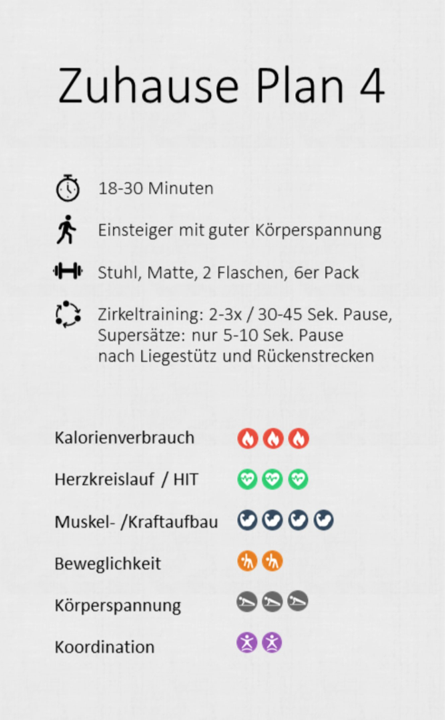 Zuhause Plan 4
18-30 Minuten
Einsteiger mit guter Körperspannung
Stuhl, Matte, 2 Flaschen, 6er Pack
Zirkeltraining: 2-3x / 30-45 Sek. Pause,
Supersätze: nur 5-10 Sek. Pause
nach Liegestütz und Rückenstrecken
Kalorienverbrauch
Herzkreislauf / HIT
Muskel- /Kraftaufbau
Beweglichkeit
Körperspannung
Koordination